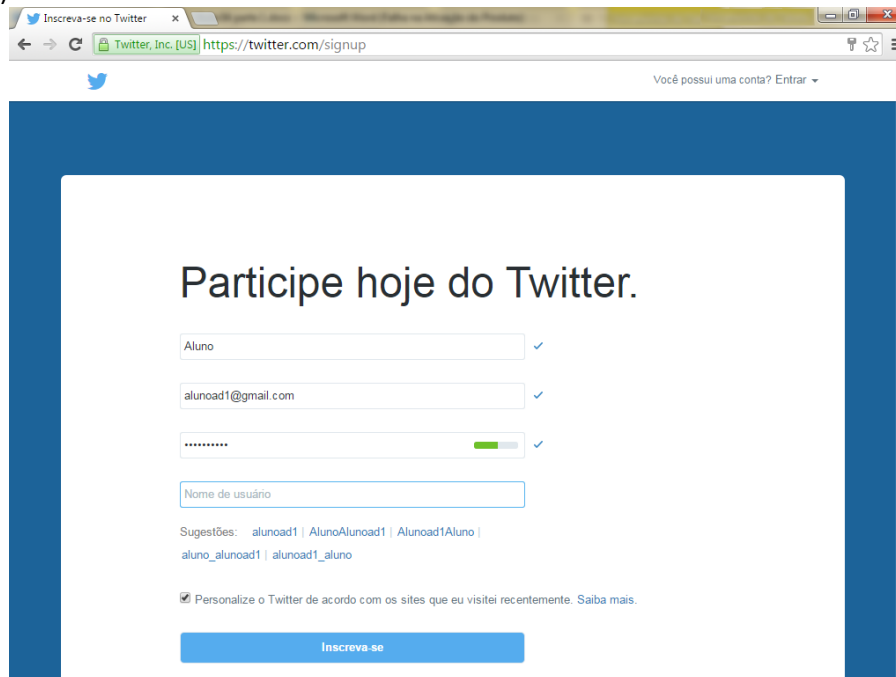 Inscreva-se no Twitter
Twitter, Inc. [US] https://twitter.com/signup
Você possui uma conta? Entrar
Participe hoje do Twitter.
Aluno
alunoad1@gmail.com
••••••••••
Nome de usuário
Sugestões: alunoad1 | AlunoAlunoad1 | Alunoad1Aluno |
aluno_alunoad1 | alunoad1_aluno
Personalize o Twitter de acordo com os sites que eu visitei recentemente. Saiba mais.
Inscreva-se